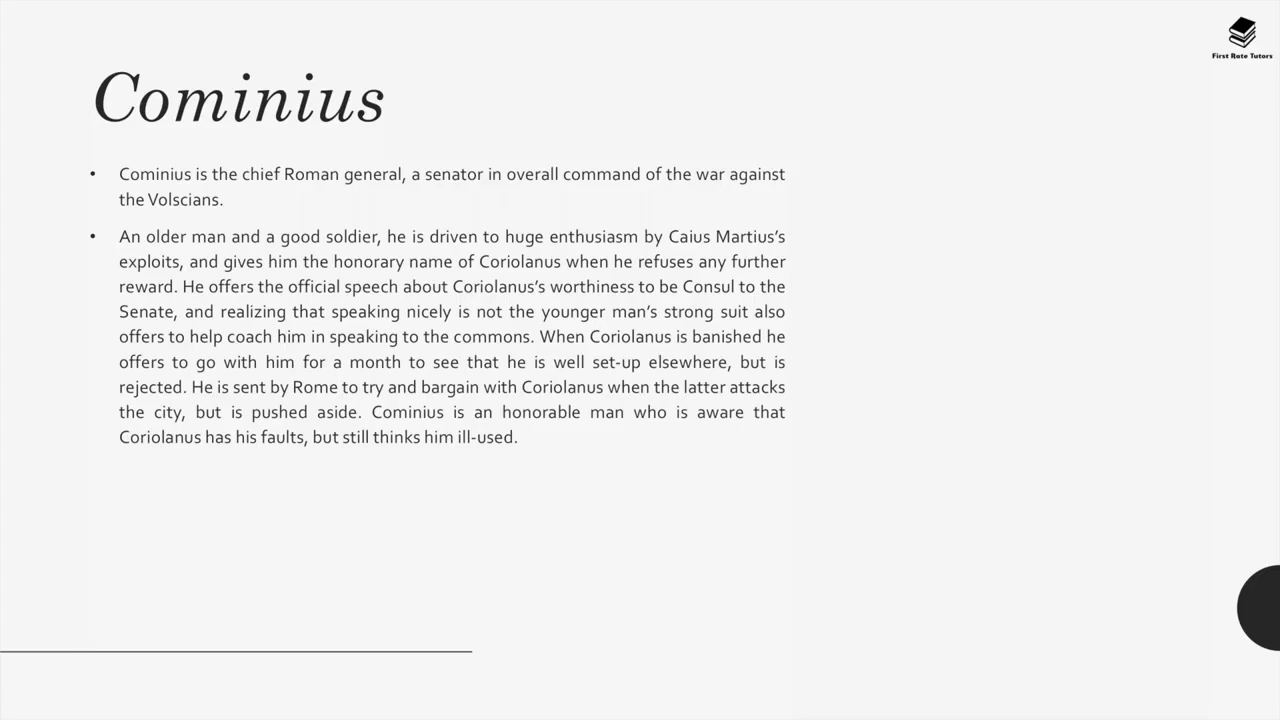 First Rate Tutors
Cominius
• Cominius is the chief Roman general, a senator in overall command of the war against
the Volscians.
• An older man and a good soldier, he is driven to huge enthusiasm by Caius Martius’s
exploits, and gives him the honorary name of Coriolanus when he refuses any further
reward. He offers the official speech about Coriolanus’s worthiness to be Consul to the
Senate, and realizing that speaking nicely is not the younger man’s strong suit also
offers to help coach him in speaking to the commons. When Coriolanus is banished he
offers to go with him for a month to see that he is well set-up elsewhere, but is
rejected. He is sent by Rome to try and bargain with Coriolanus when the latter attacks
the city, but is pushed aside. Cominius is an honorable man who is aware that
Coriolanus has his faults, but still thinks him ill-used.